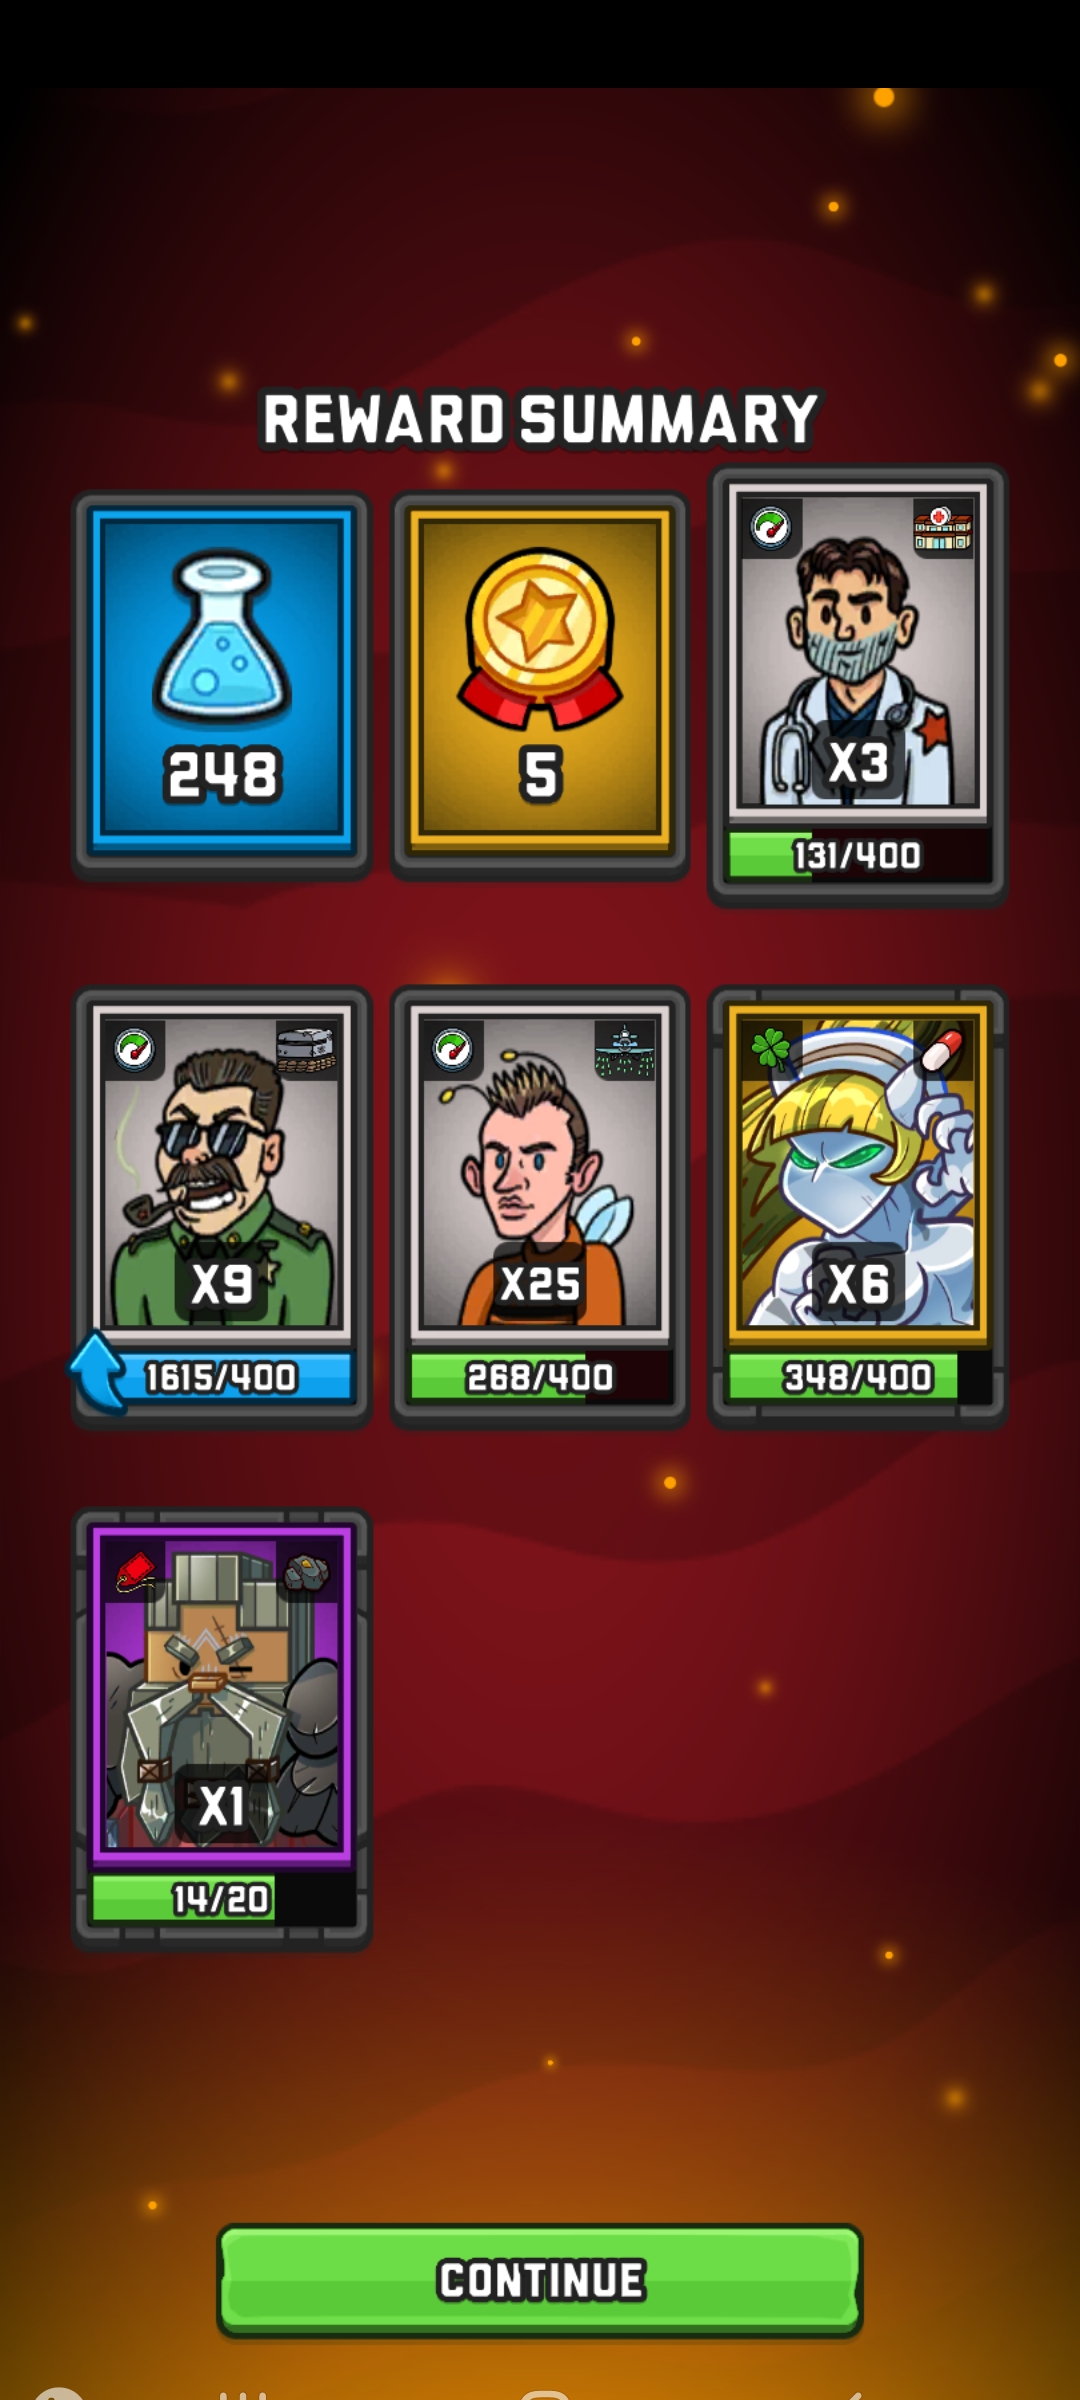 REWARD SUMMARY
248
5
X3
131/400
X9
1615/400
X25
268/400
X6
348/400
X1
14/20
CONTINUE